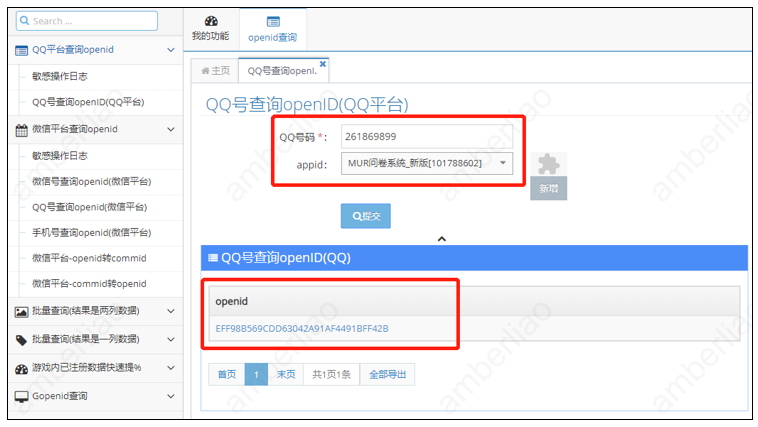 Search ...
QQ平台查询openid
敏感操作日志
QQ号查询openID(QQ平台)
微信平台查询openid
敏感操作日志
微信号查询openid(微信平台)
QQ号查询openid(微信平台)
手机号查询openid(微信平台)
微信平台-openid转commid
微信平台-commid转openid
批量查询(结果是两列数据)
批量查询(结果是一列数据)
游戏内已注册数据快速提%
Gopenid查询
我的功能
openid查询
主页
QQ号查询openI.
QQ号查询openID(QQ平台)
QQ号码 *: 261869899
appid: MUR问卷系统_新版[101788602]
新增
提交
QQ号查询openID(QQ)
openid
EFF98B569CDD63042A91AF4491BFF42B
首页 1 末页 共1页1条 全部导出
amberliao
amberliao
amberliao
amberliao
amberliao
amberliao